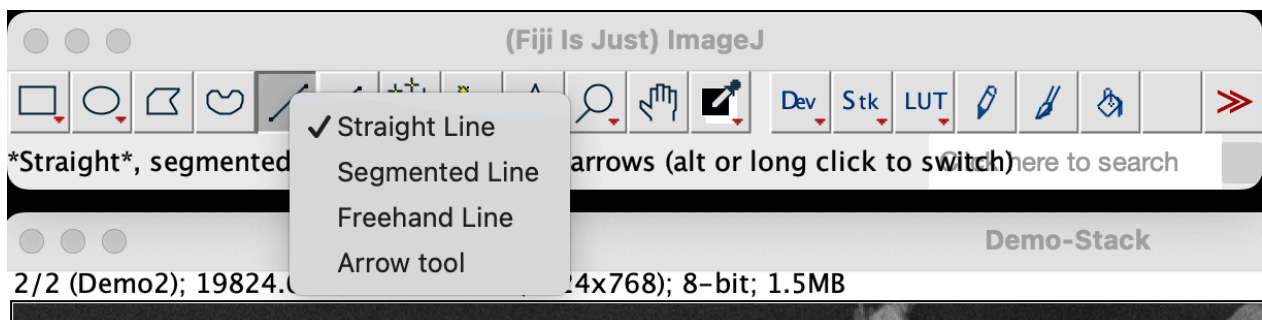 (Fiji Is Just) ImageJ
Dev Stk LUT
Straight Line
*Straight*, segmented arrows (alt or long click to switch) here to search
Segmented Line
Freehand Line
Demo-Stack
Arrow tool
2/2 (Demo2); 19824. 4x768); 8-bit; 1.5MB